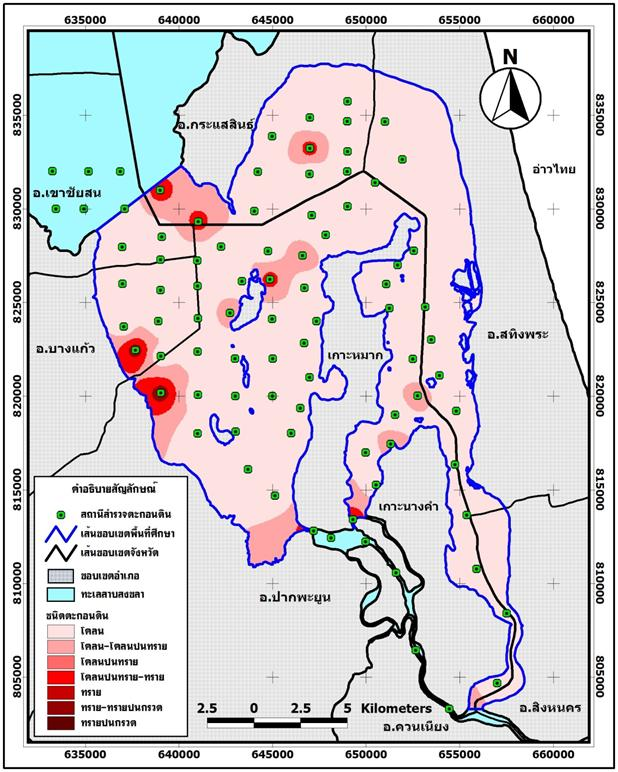 635000 640000 645000 650000 655000 660000
835000 830000 825000 820000 815000 810000 805000
835000 830000 825000 820000 815000 810000 805000
N
อ.กระแสสินธุ์
อ่าวไทย
อ.เขาชัยสน
อ.บางแก้ว
เกาะหมาก
อ.สทิงพระ
เกาะนางคำ
อ.ปากพะยูน
อ.สิงหนคร
อ.ควนเนียง
คำอธิบายสัญลักษณ์
สถานีสำรวจตะกอนดิน
เส้นขอบเขตพื้นที่ศึกษา
เส้นขอบเขตจังหวัด
ขอบเขตอำเภอ
ทะเลสาบสงขลา
ชนิดตะกอนดิน
โคลน
โคลน-โคลนปนทราย
โคลนปนทราย
โคลนปนทราย-ทราย
ทราย
ทราย-ทรายปนกรวด
ทรายปนกรวด
2.5 0 2.5 5 Kilometers
635000 640000 645000 650000 655000 660000